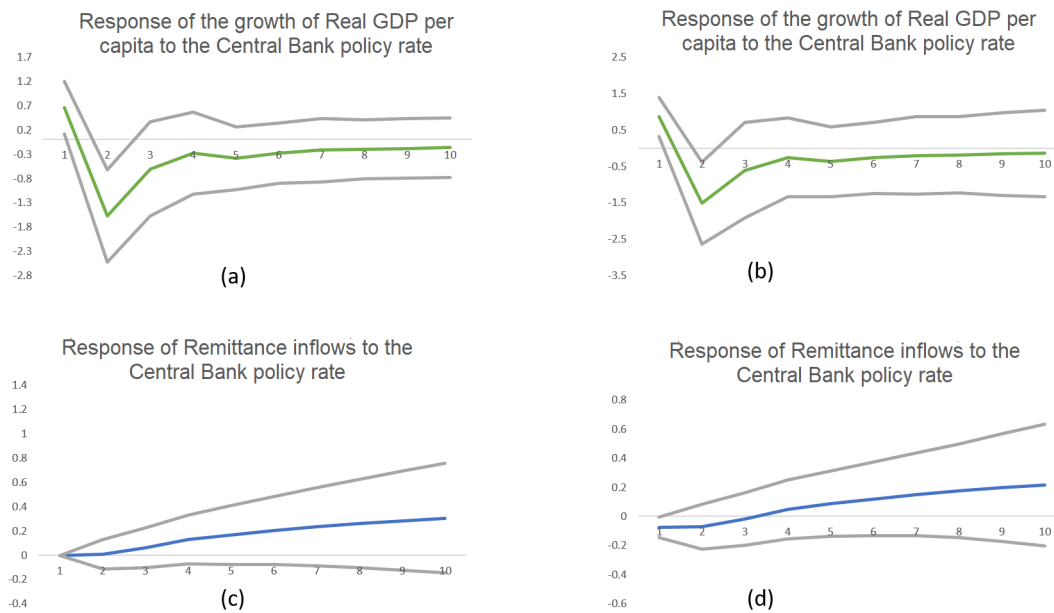 Response of the growth of Real GDP per
capita to the Central Bank policy rate
1.7
1.2
0.7
0.2
-0.3
-0.8
-1.3
-1.8
-2.3
-2.8
1 2 3 4 5 6 7 8 9 10
(a)
Response of the growth of Real GDP per
capita to the Central Bank policy rate
2.5
1.5
0.5
-0.5
-1.5
-2.5
-3.5
1 2 3 4 5 6 7 8 9 10
(b)
Response of Remittance inflows to the
Central Bank policy rate
1.4
1.2
1
0.8
0.6
0.4
0.2
0
-0.2
-0.4
1 2 3 4 5 6 7 8 9 10
(c)
Response of Remittance inflows to the
Central Bank policy rate
0.8
0.6
0.4
0.2
0
-0.2
-0.4
-0.6
1 2 3 4 5 6 7 8 9 10
(d)